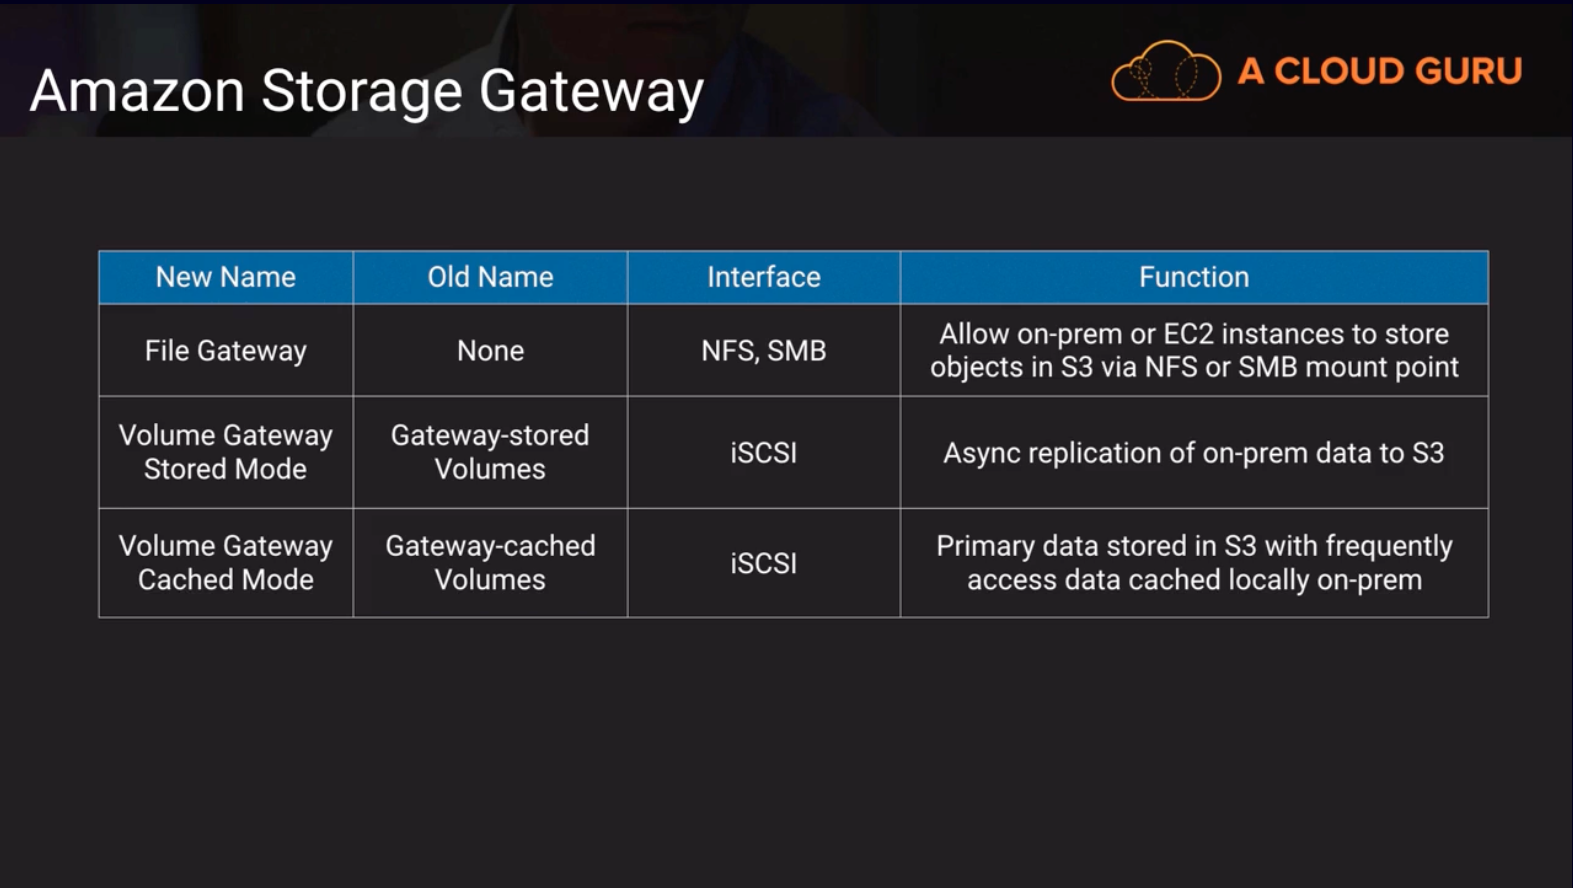 Amazon Storage Gateway
A CLOUD GURU
New Name
Old Name
Interface
Function
File Gateway
None
NFS, SMB
Allow on-prem or EC2 instances to store
objects in S3 via NFS or SMB mount point
Volume Gateway
Stored Mode
Gateway-stored
Volumes
iSCSI
Async replication of on-prem data to S3
Volume Gateway
Cached Mode
Gateway-cached
Volumes
iSCSI
Primary data stored in S3 with frequently
access data cached locally on-prem